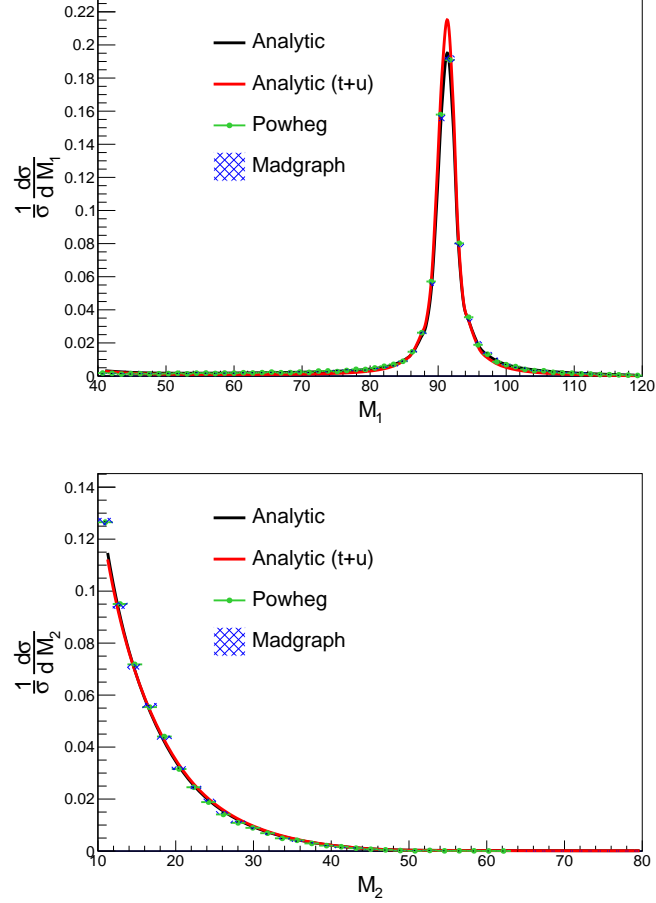 0.22
0.2
0.18
0.16
0.14
0.12
0.1
0.08
0.06
0.04
0.02
0
Analytic
Analytic (t+u)
Powheg
Madgraph
1/σ dσ/d M₁
40 50 60 70 80 90 100 110 120
M₁
0.14
0.12
0.1
0.08
0.06
0.04
0.02
0
Analytic
Analytic (t+u)
Powheg
Madgraph
1/σ dσ/d M₂
10 20 30 40 50 60 70 80
M₂